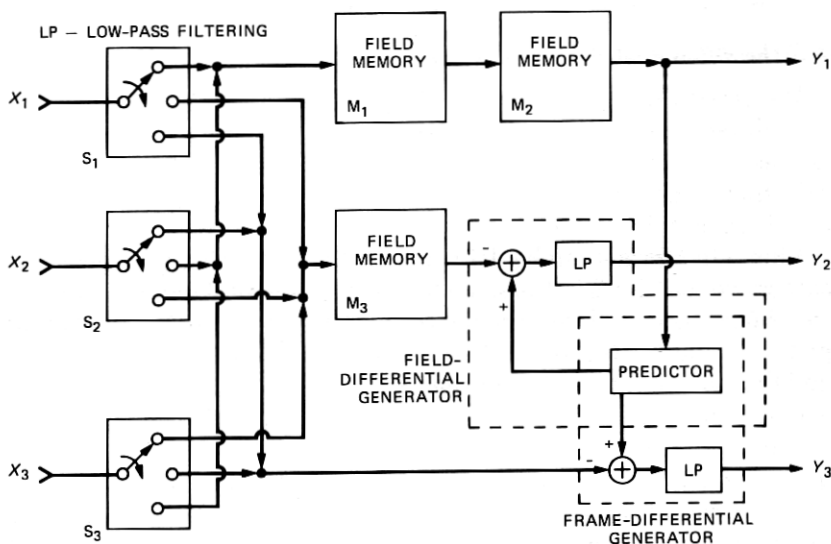 LP – LOW-PASS FILTERING
X1
S1
FIELD
MEMORY
M1
FIELD
MEMORY
M2
Y1
X2
S2
FIELD
MEMORY
M3
-
+
LP
Y2
FIELD-
DIFFERENTIAL
GENERATOR
PREDICTOR
X3
S3
+
-
LP
Y3
FRAME-DIFFERENTIAL
GENERATOR